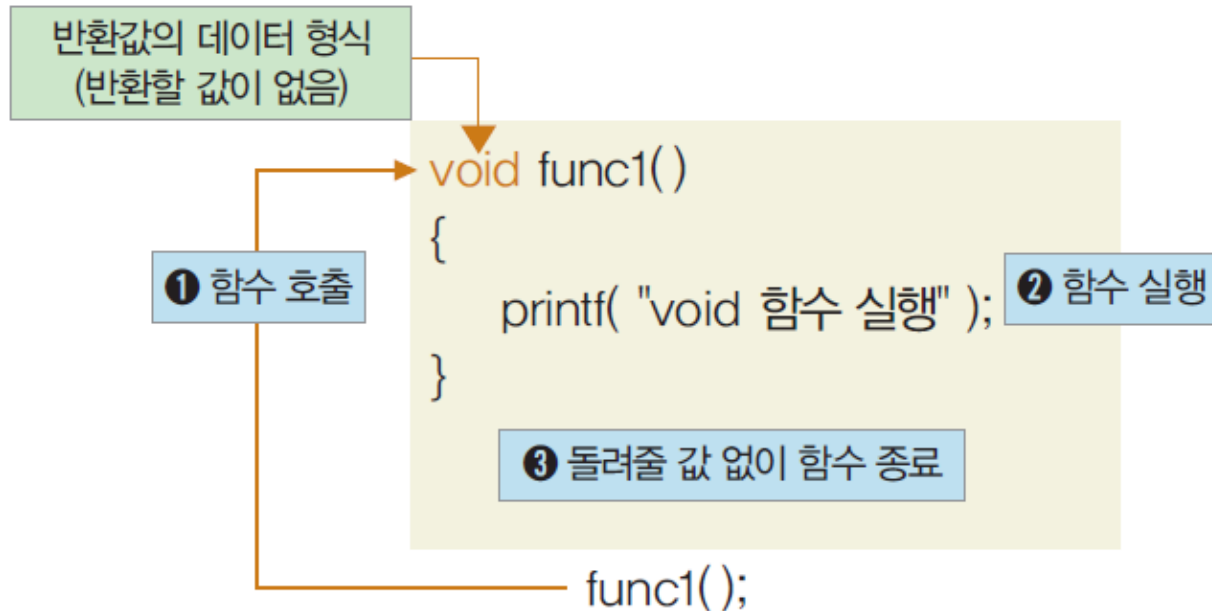 반환값의 데이터 형식
(반환할 값이 없음)
void func1( )
{
❶ 함수 호출
printf( "void 함수 실행" );
❷ 함수 실행
}
❸ 돌려줄 값 없이 함수 종료
func1( );